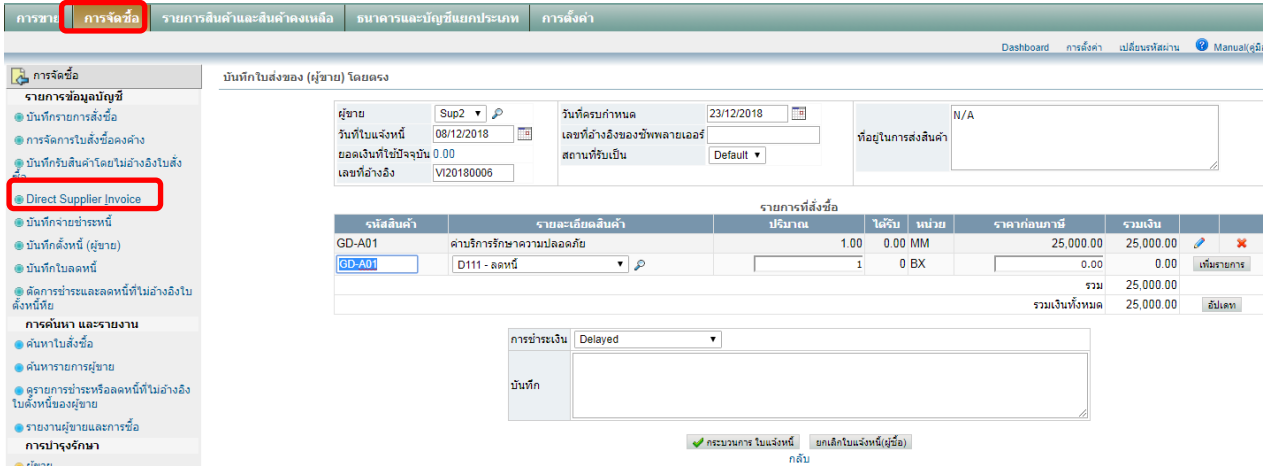 การขาย การจัดซื้อ รายการสินค้าและสินค้าคงเหลือ ธนาคารและบัญชีแยกประเภท การตั้งค่า
Dashboard การตั้งค่า เปลี่ยนรหัสผ่าน Manual(คู่มือ
การจัดซื้อ
รายการข้อมูลบัญชี
บันทึกรายการสั่งซื้อ
การจัดการใบสั่งซื้อคงค้าง
บันทึกรับสินค้าโดยไม่อ้างอิงใบสั่ง
ซื้อ
Direct Supplier Invoice
บันทึกจ่ายชำระหนี้
บันทึกตั้งหนี้ (ผู้ขาย)
บันทึกใบลดหนี้
ตัดการชำระและลดหนี้ที่ไม่อ้างอิงใบ
ตั้งหนี้หีย
การค้นหา และรายงาน
ค้นหาใบสั่งซื้อ
ค้นหารายการผู้ขาย
ดูรายการชำระหรือลดหนี้ที่ไม่อ้างอิง
ใบตั้งหนี้ของผู้ขาย
รายงานผู้ขายและการซื้อ
การบำรุงรักษา
ผู้ขาย
บันทึกใบส่งของ (ผู้ขาย) โดยตรง
ผู้ขาย Sup2 วันที่ครบกำหนด 23/12/2018 ที่อยู่ในการส่งสินค้า N/A
วันที่ใบแจ้งหนี้ 08/12/2018 เลขที่อ้างอิงของซัพพลายเออร์
ยอดเงินที่ใช้ปัจจุบัน 0.00 สถานที่รับเป็น Default
เลขที่อ้างอิง VI20180006
รายการที่สั่งซื้อ
รหัสสินค้า รายละเอียดสินค้า ปริมาณ ได้รับ หน่วย ราคาก่อนภาษี รวมเงิน
GD-A01 ค่าบริการรักษาความปลอดภัย 1.00 0.00 MM 25,000.00 25,000.00
GD-A01 D111 - ลดหนี้ 1 0 BX 0.00 0.00 เพิ่มรายการ
รวม 25,000.00
รวมเงินทั้งหมด 25,000.00 อัปเดท
การชำระเงิน Delayed
บันทึก
กระบวนการ ใบแจ้งหนี้ ยกเลิกใบแจ้งหนี้(ผู้ซื้อ)
กลับ